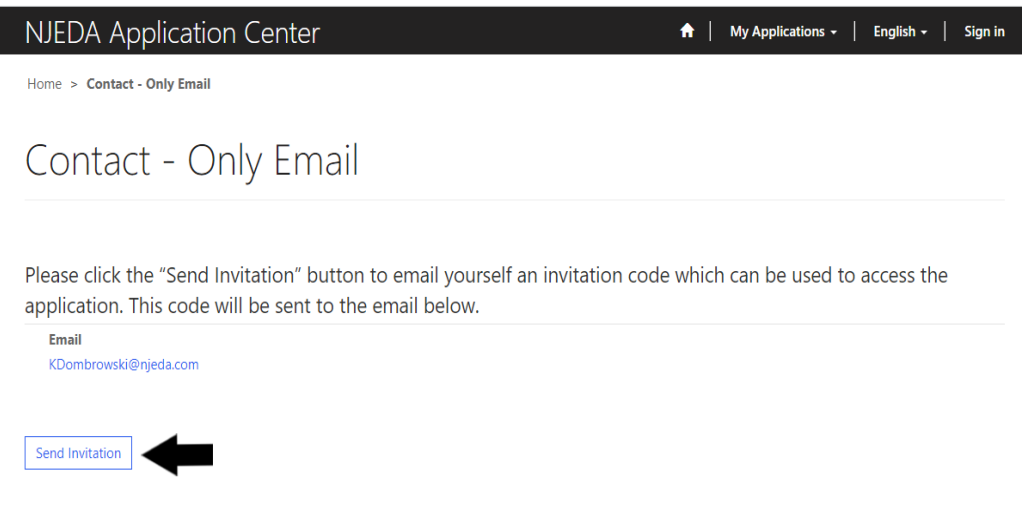 NJEDA Application Center
My Applications
English
Sign in
Home > Contact - Only Email
Contact - Only Email
Please click the “Send Invitation” button to email yourself an invitation code which can be used to access the
application. This code will be sent to the email below.
Email
KDombrowski@njeda.com
Send Invitation